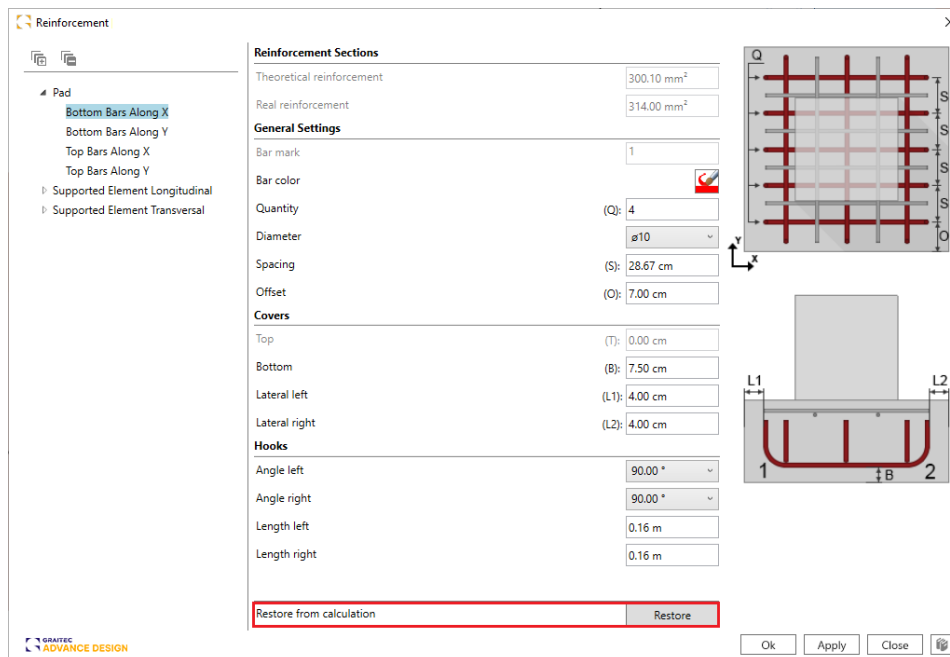 Reinforcement
Pad
Bottom Bars Along X
Bottom Bars Along Y
Top Bars Along X
Top Bars Along Y
Supported Element Longitudinal
Supported Element Transversal
Reinforcement Sections
Theoretical reinforcement 300.10 mm²
Real reinforcement 314.00 mm²
General Settings
Bar mark 1
Bar color
Quantity (Q): 4
Diameter ø10
Spacing (S): 28.67 cm
Offset (O): 7.00 cm
Covers
Top (T): 0.00 cm
Bottom (B): 7.50 cm
Lateral left (L1): 4.00 cm
Lateral right (L2): 4.00 cm
Hooks
Angle left 90.00 °
Angle right 90.00 °
Length left 0.16 m
Length right 0.16 m
Restore from calculation Restore
Q
S
S
S
S
O
Y
X
L1 L2
1 B 2
GRAITEC
ADVANCE DESIGN
Ok Apply Close